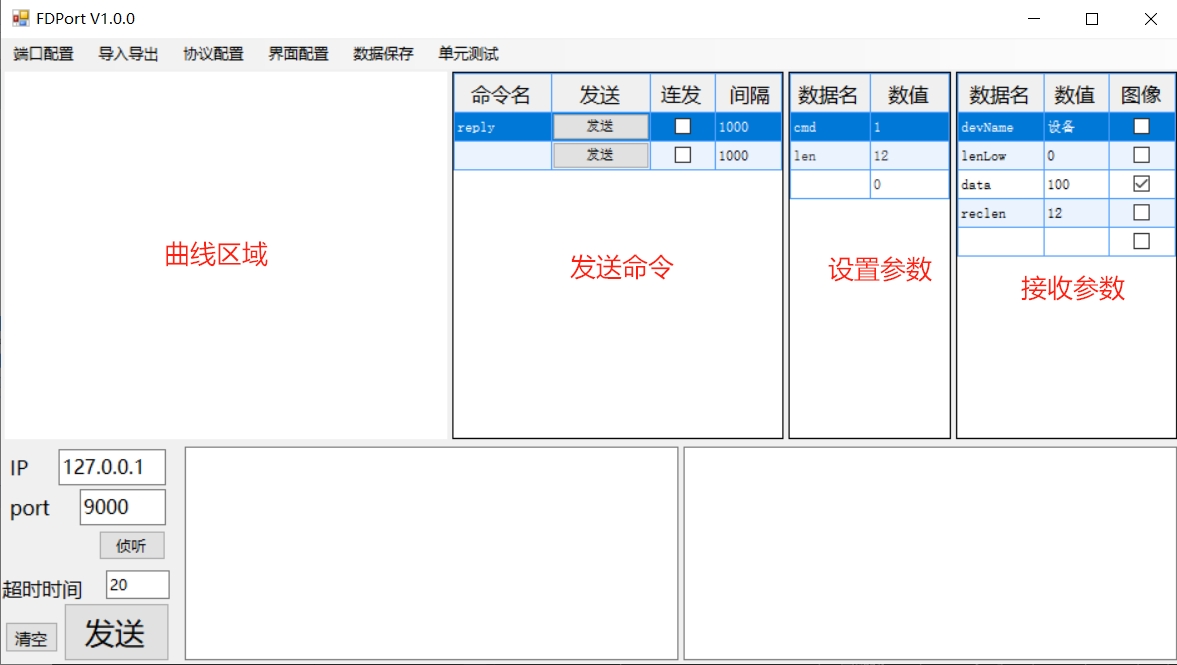 FDPort V1.0.0
端口配置 导入导出 协议配置 界面配置 数据保存 单元测试
命令名 发送 连发 间隔 数据名 数值 数据名 数值 图像
reply 发送 1000 cmd 1 devName 设备
发送 1000 len 12 lenLow 0
0 data 100
reclen 12
曲线区域 发送命令 设置参数 接收参数
IP 127.0.0.1
port 9000
侦听
超时时间 20
清空 发送